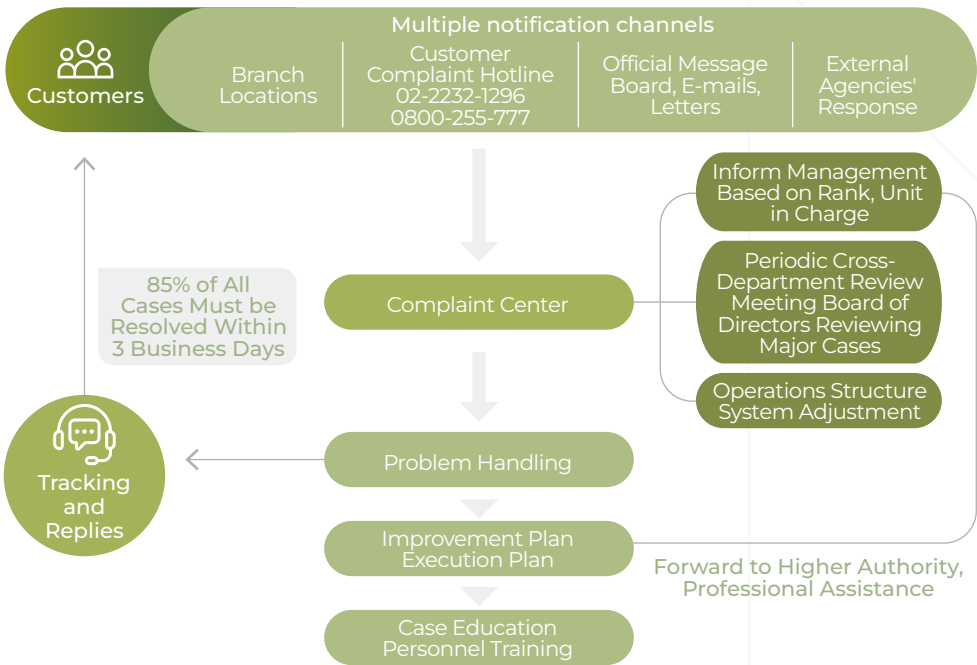 Multiple notification channels
Customers
Branch
Locations
Customer
Complaint Hotline
02-2232-1296
0800-255-777
Official Message
Board, E-mails,
Letters
External
Agencies'
Response
Inform Management
Based on Rank, Unit
in Charge
Periodic Cross-
Department Review
Meeting Board of
Directors Reviewing
Major Cases
Operations Structure
System Adjustment
Complaint Center
85% of All
Cases Must be
Resolved Within
3 Business Days
Problem Handling
Tracking
and
Replies
Improvement Plan
Execution Plan
Forward to Higher Authority,
Professional Assistance
Case Education
Personnel Training